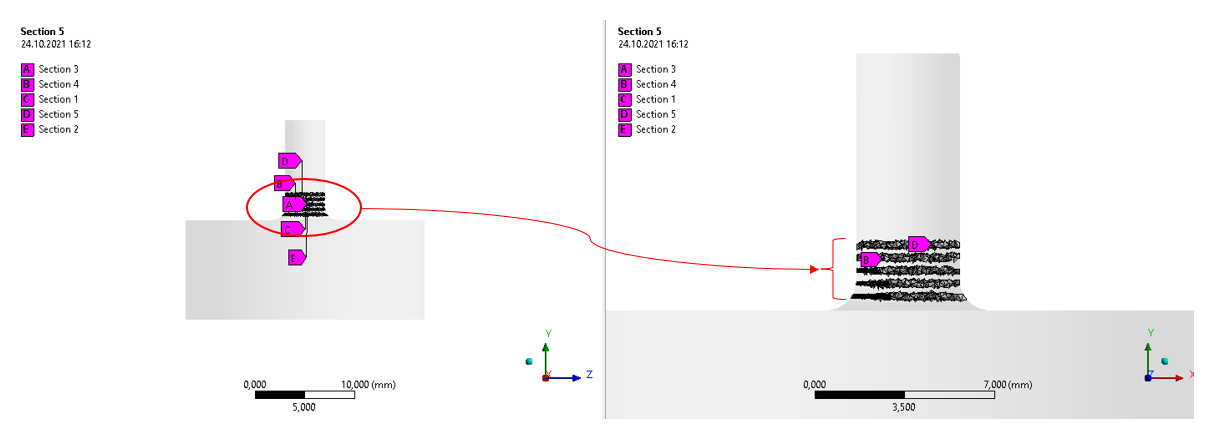 Section 5
24.10.2021 16:12
A Section 3
B Section 4
C Section 1
D Section 5
E Section 2
D
B
A
C
E
Y
X
Z
0,000 10,000 (mm)
5,000
Section 5
24.10.2021 16:12
A Section 3
B Section 4
C Section 1
D Section 5
E Section 2
D
B
Y
Z
X
0,000 7,000 (mm)
3,500